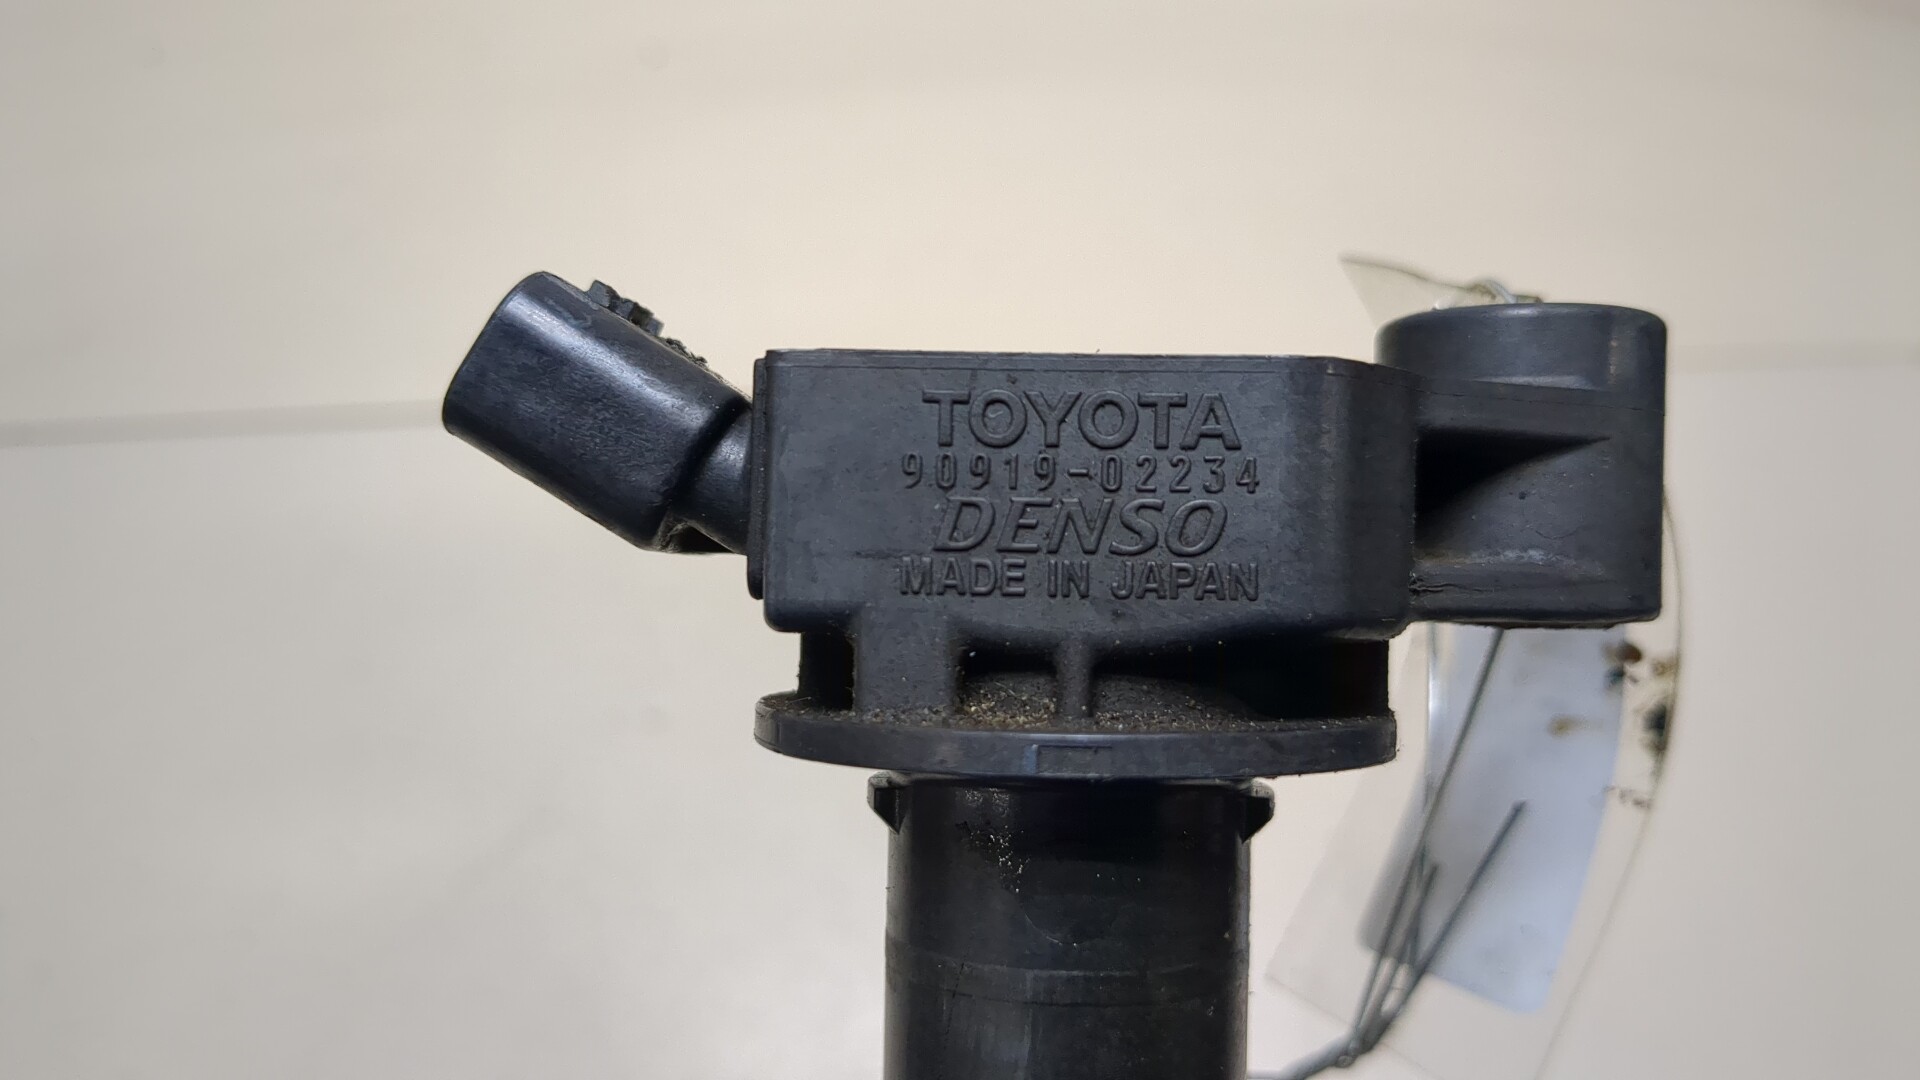 TOYOTA
90919-02234
DENSO
MADE IN JAPAN